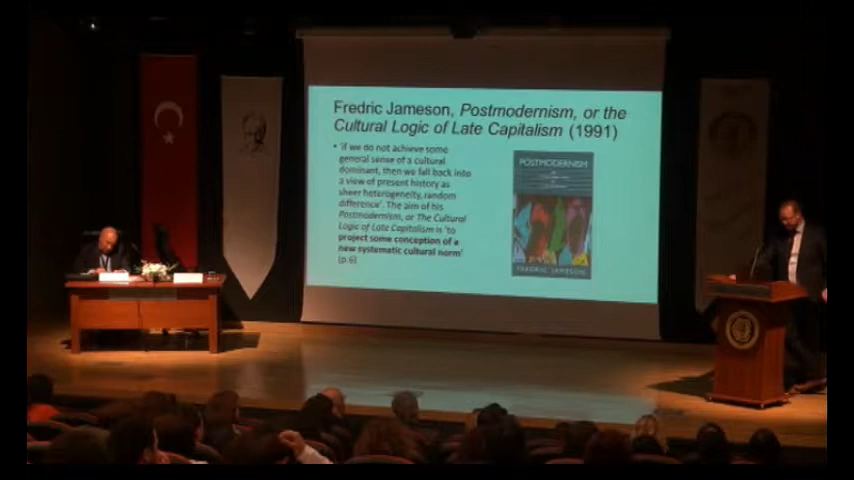 Fredric Jameson, Postmodernism, or the
Cultural Logic of Late Capitalism (1991)
• 'if we do not achieve some
general sense of a cultural
dominant, then we fall back into
a view of present history as
sheer heterogeneity, random
difference'. The aim of his
Postmodernism, or The Cultural
Logic of Late Capitalism is 'to
project some conception of a
new systematic cultural norm'
(p.6)
POSTMODERNISM
FREDRIC JAMESON